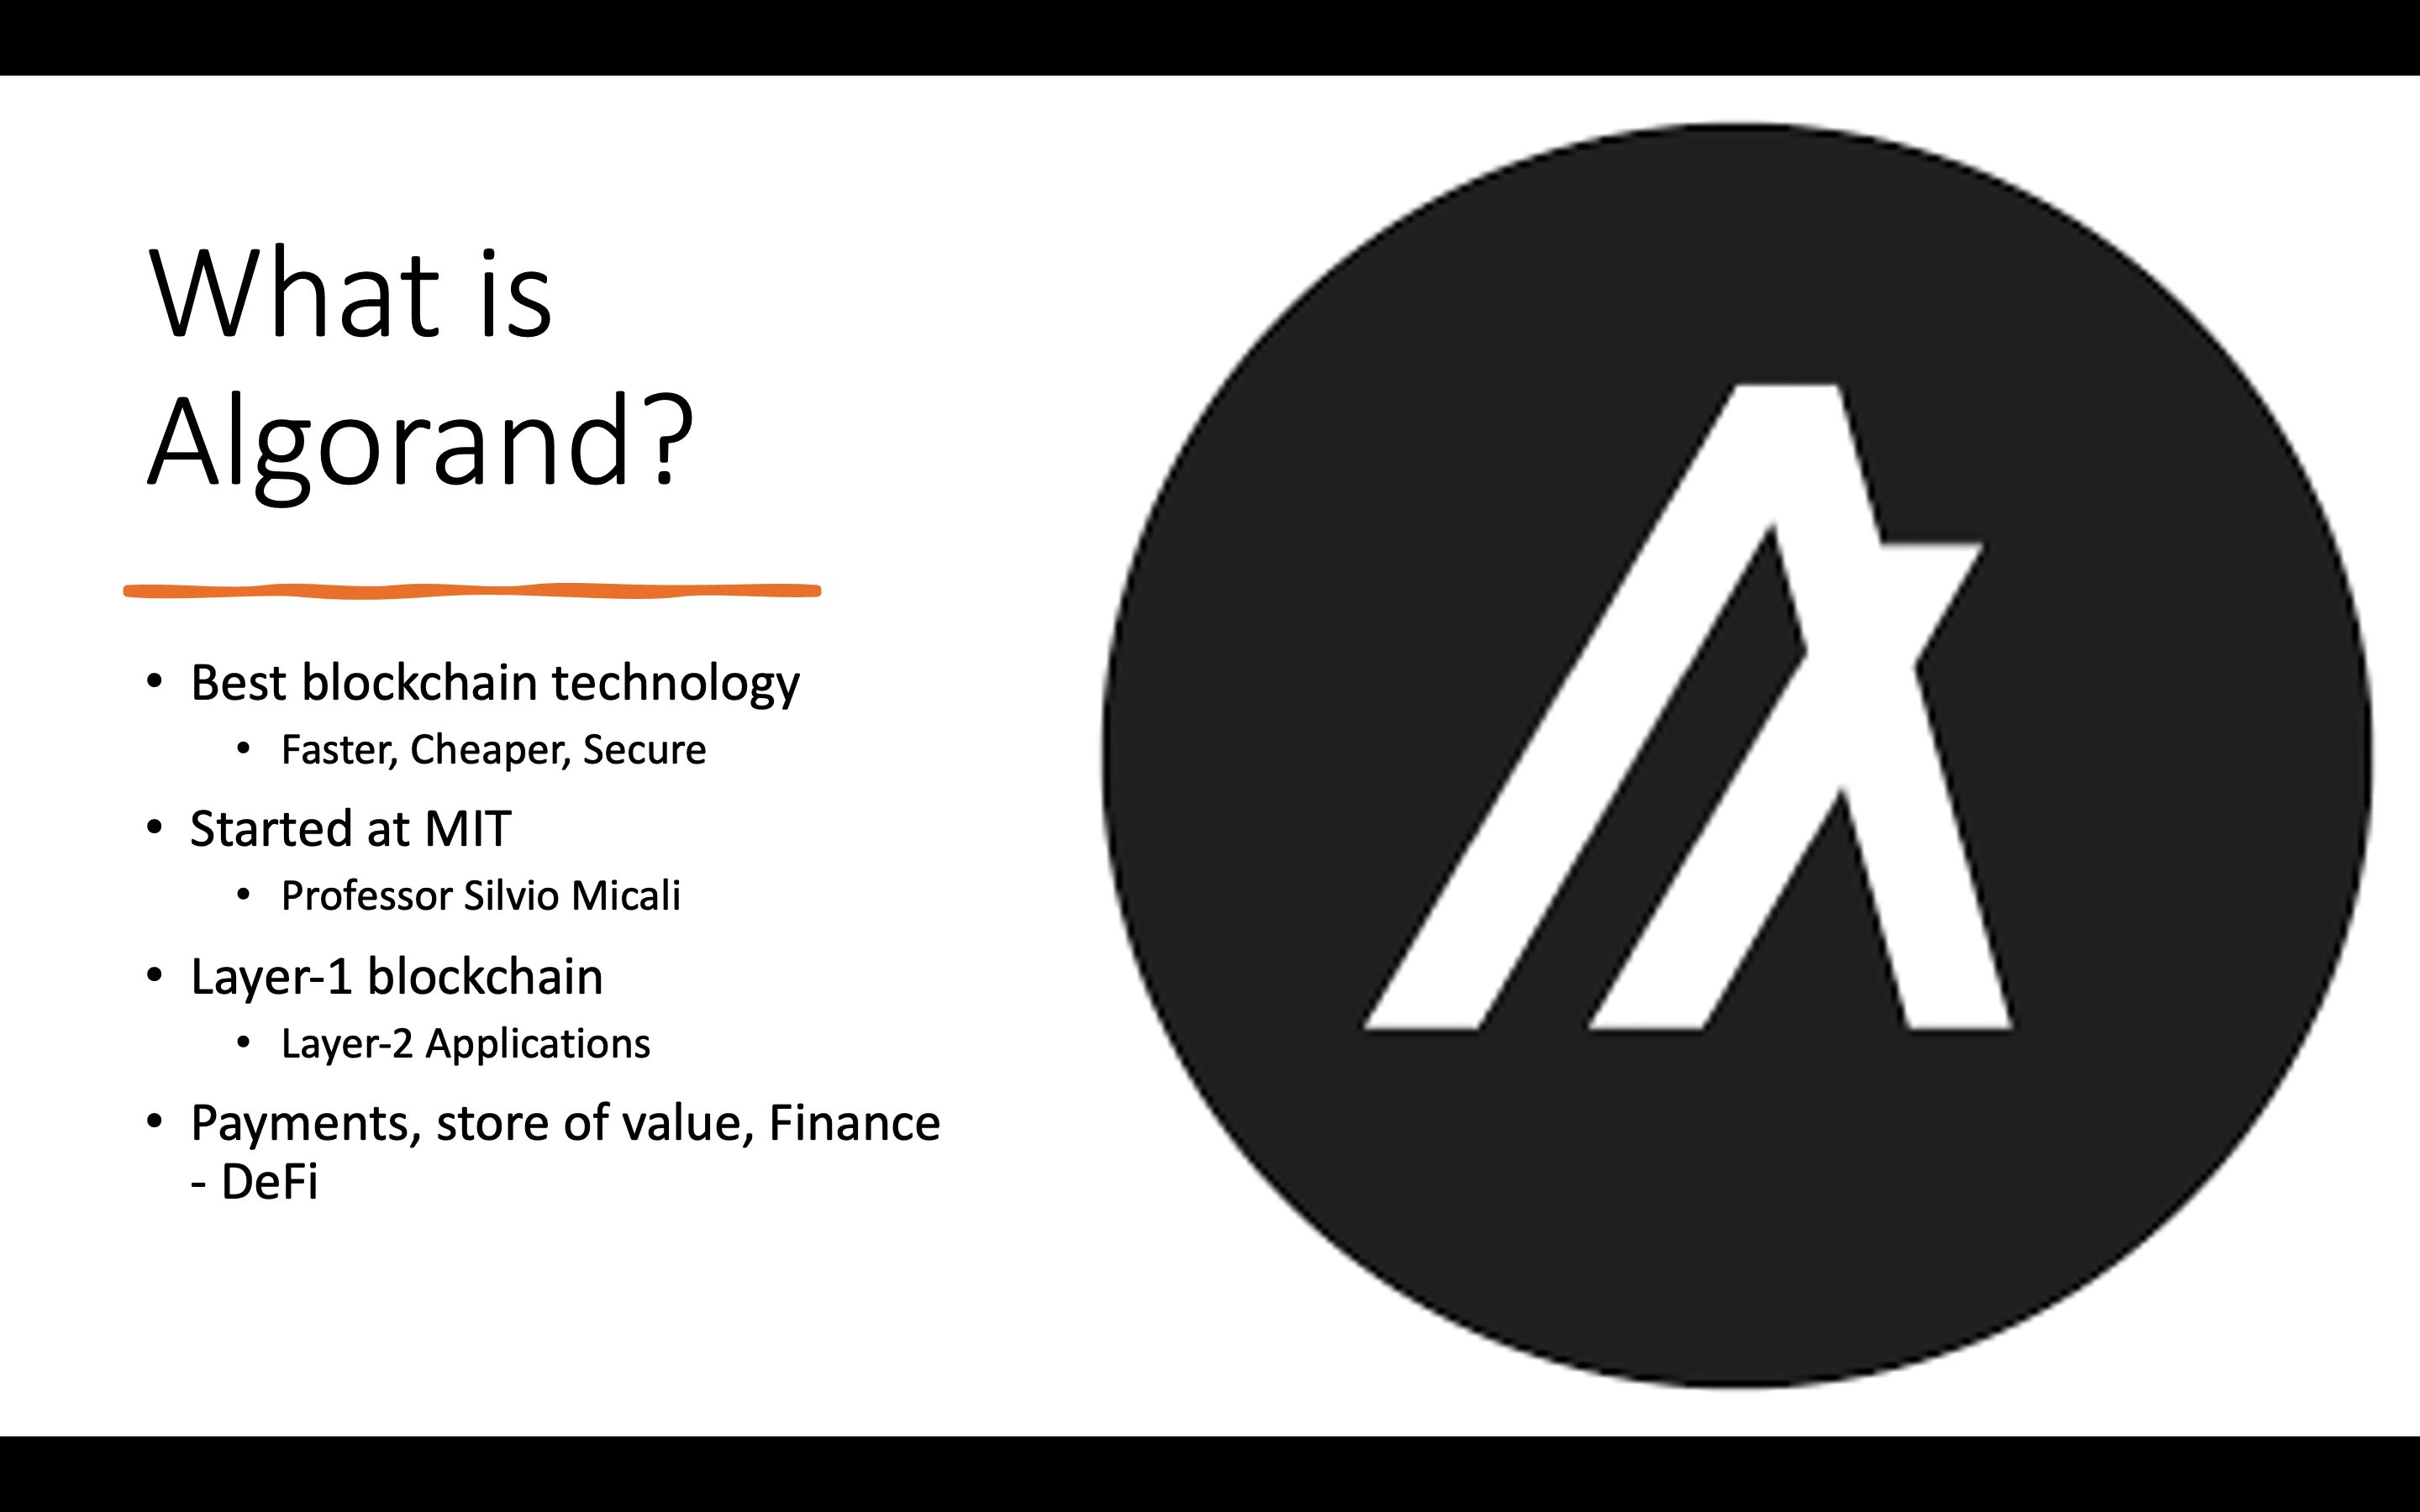 What is
Algorand?
• Best blockchain technology
• Faster, Cheaper, Secure
• Started at MIT
• Professor Silvio Micali
• Layer-1 blockchain
• Layer-2 Applications
• Payments, store of value, Finance
- DeFi